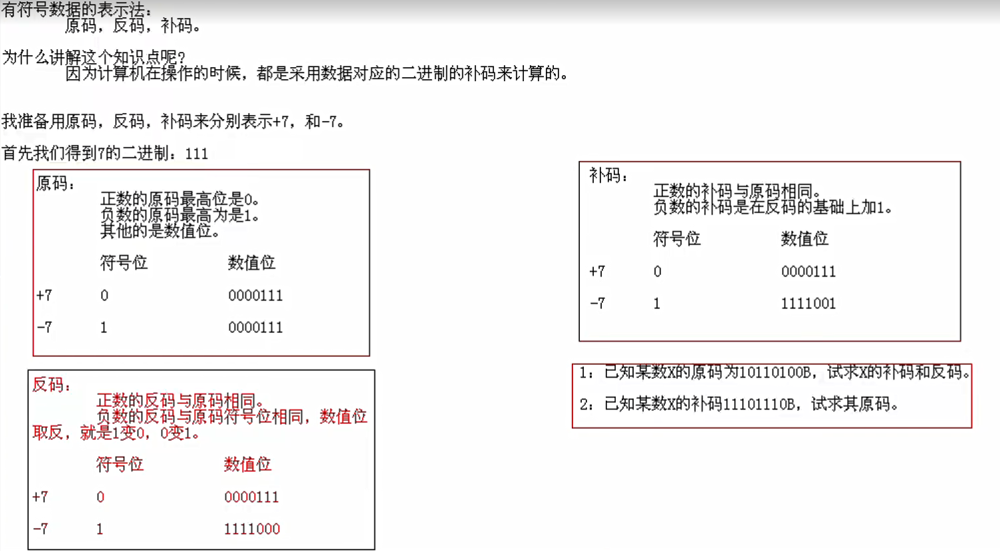 有符号数据的表示法：
原码，反码，补码。
为什么讲解这个知识点呢?
因为计算机在操作的时候，都是采用数据对应的二进制的补码来计算的。
我准备用原码，反码，补码来分别表示+7，和-7。
首先我们得到7的二进制：111
原码：
正数的原码最高位是0。
负数的原码最高为是1。
其他的是数值位。
符号位 数值位
+7 0 0000111
-7 1 0000111
反码：
正数的反码与原码相同。
负数的反码与原码符号位相同，数值位
取反，就是1变0，0变1。
符号位 数值位
+7 0 0000111
-7 1 1111000
补码：
正数的补码与原码相同。
负数的补码是在反码的基础上加1。
符号位 数值位
+7 0 0000111
-7 1 1111001
1：已知某数X的原码为10110100B，试求X的补码和反码。
2：已知某数X的补码11101110B，试求其原码。